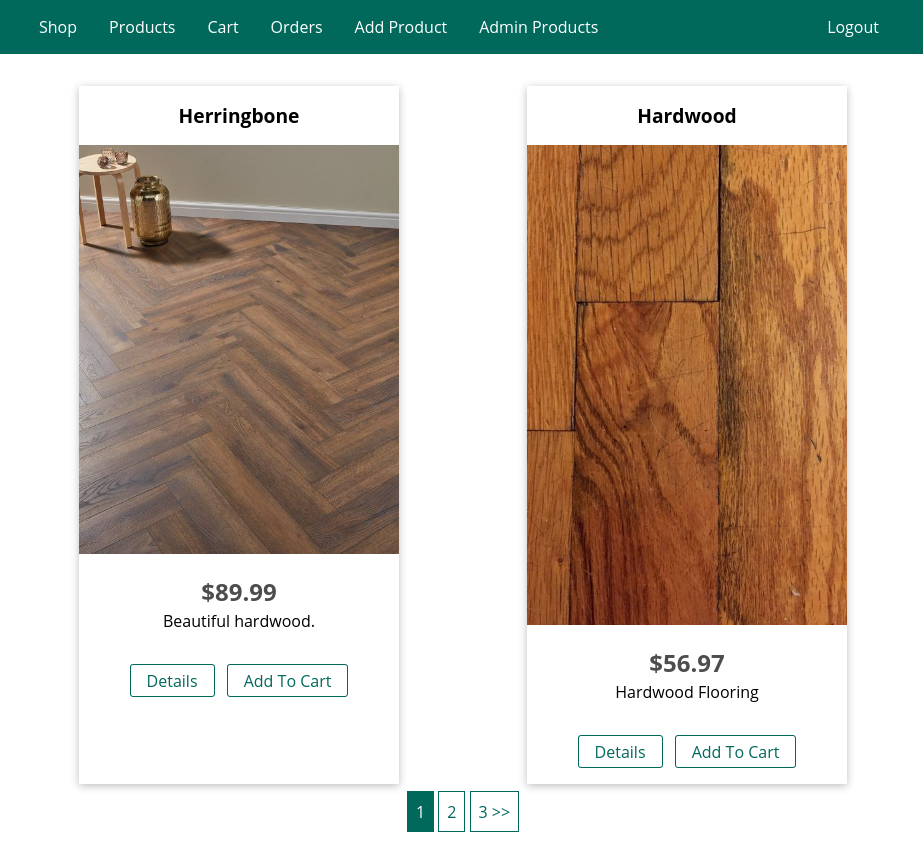 Shop Products Cart Orders Add Product Admin Products Logout
Herringbone
$89.99
Beautiful hardwood.
Details Add To Cart
Hardwood
$56.97
Hardwood Flooring
Details Add To Cart
1 2 3 >>